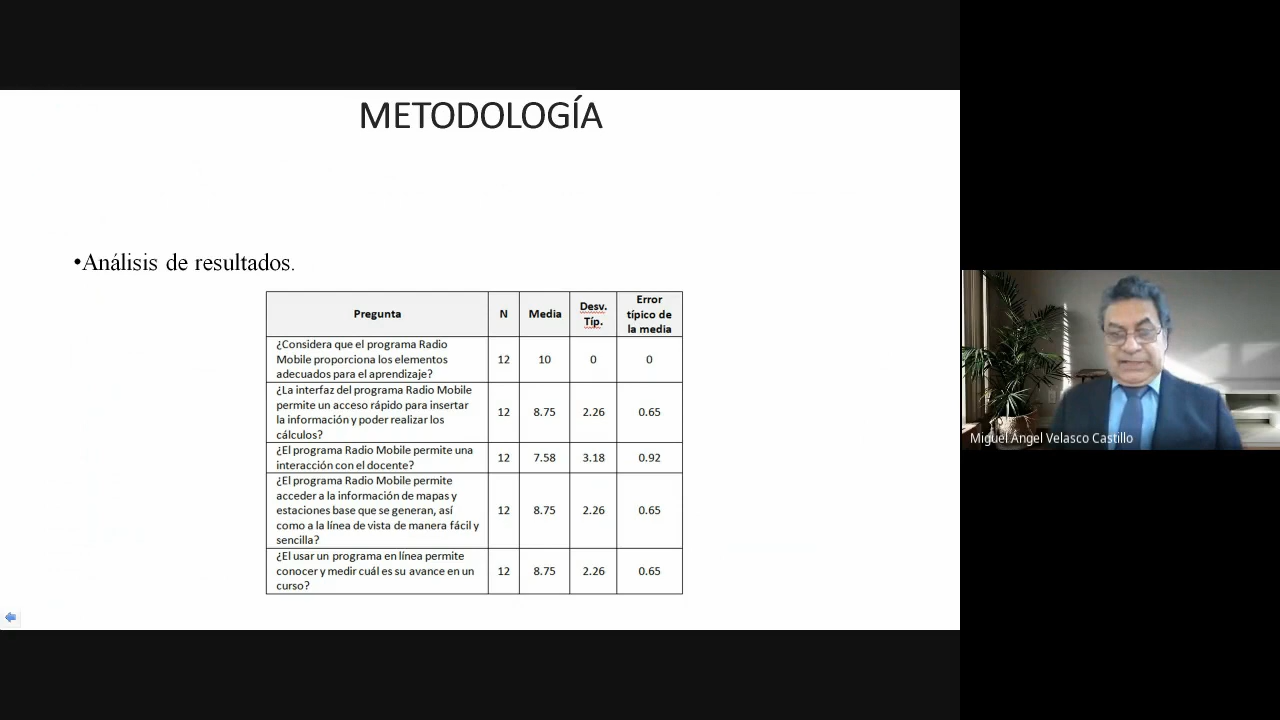 METODOLOGÍA
•Análisis de resultados.
Pregunta N Media Desv. Típ. Error típico de la media
¿Considera que el programa Radio
Mobile proporciona los elementos
adecuados para el aprendizaje?
12 10 0 0
¿La interfaz del programa Radio Mobile
permite un acceso rápido para insertar
la información y poder realizar los
cálculos?
12 8.75 2.26 0.65
¿El programa Radio Mobile permite una
interacción con el docente?
12 7.58 3.18 0.92
¿El programa Radio Mobile permite
acceder a la información de mapas y
estaciones base que se generan, así
como a la línea de vista de manera fácil y
sencilla?
12 8.75 2.26 0.65
¿El usar un programa en línea permite
conocer y medir cuál es su avance en un
curso?
12 8.75 2.26 0.65
Miguel Ángel Velasco Castillo